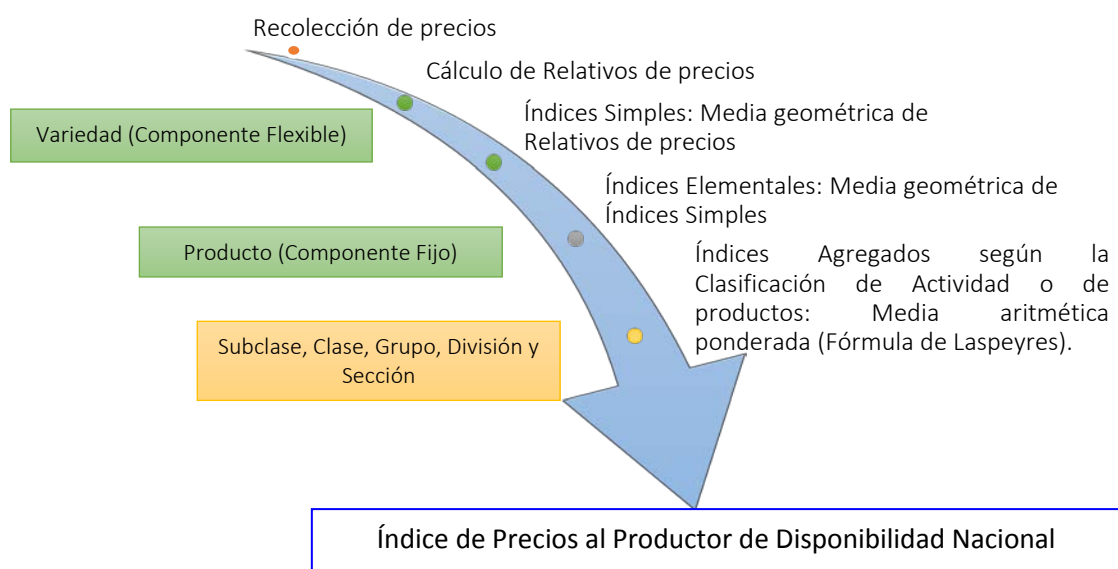 Recolección de precios
Cálculo de Relativos de precios
Variedad (Componente Flexible)
Índices Simples: Media geométrica de
Relativos de precios
Índices Elementales: Media geométrica de
Índices Simples
Producto (Componente Fijo)
Índices Agregados según la
Clasificación de Actividad o de
productos: Media aritmética
ponderada (Fórmula de Laspeyres).
Subclase, Clase, Grupo, División y
Sección
Índice de Precios al Productor de Disponibilidad Nacional